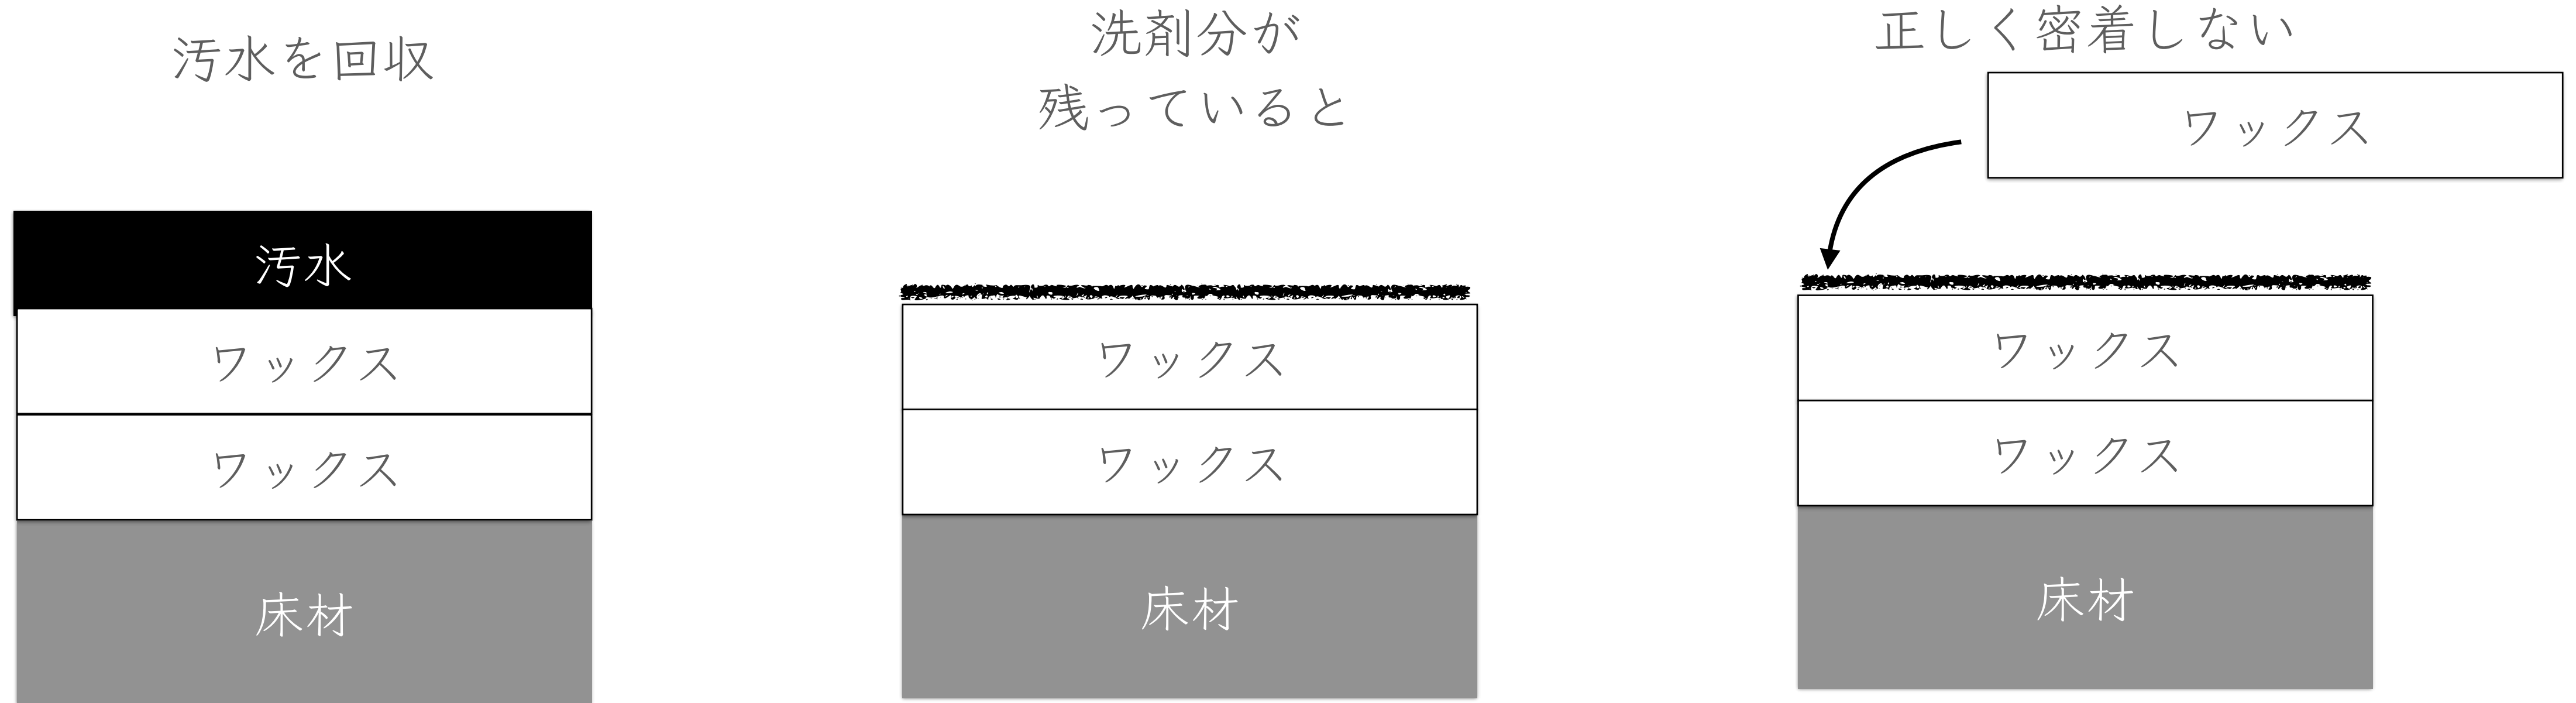 汚水を回収
汚水
ワックス
ワックス
床材
洗剤分が
残っていると
ワックス
ワックス
床材
正しく密着しない
ワックス
ワックス
ワックス
床材